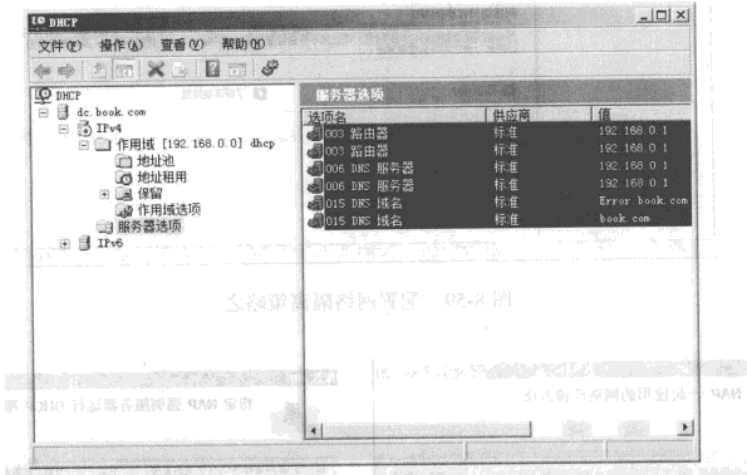 DHCP
文件(F) 操作(A) 查看(V) 帮助(H)
DHCP
dc.book.com
IPv4
作用域 [192.168.0.0] dhcp
地址池
地址租用
保留
作用域选项
服务器选项
IPv6
服务器选项
选项名 供应商 值
003 路由器 标准 192.168.0.1
003 路由器 标准 192.168.0.1
006 DNS 服务器 标准 192.168.0.1
006 DNS 服务器 标准 192.168.0.1
015 DNS 域名 标准 Error book.com
015 DNS 域名 标准 book.com